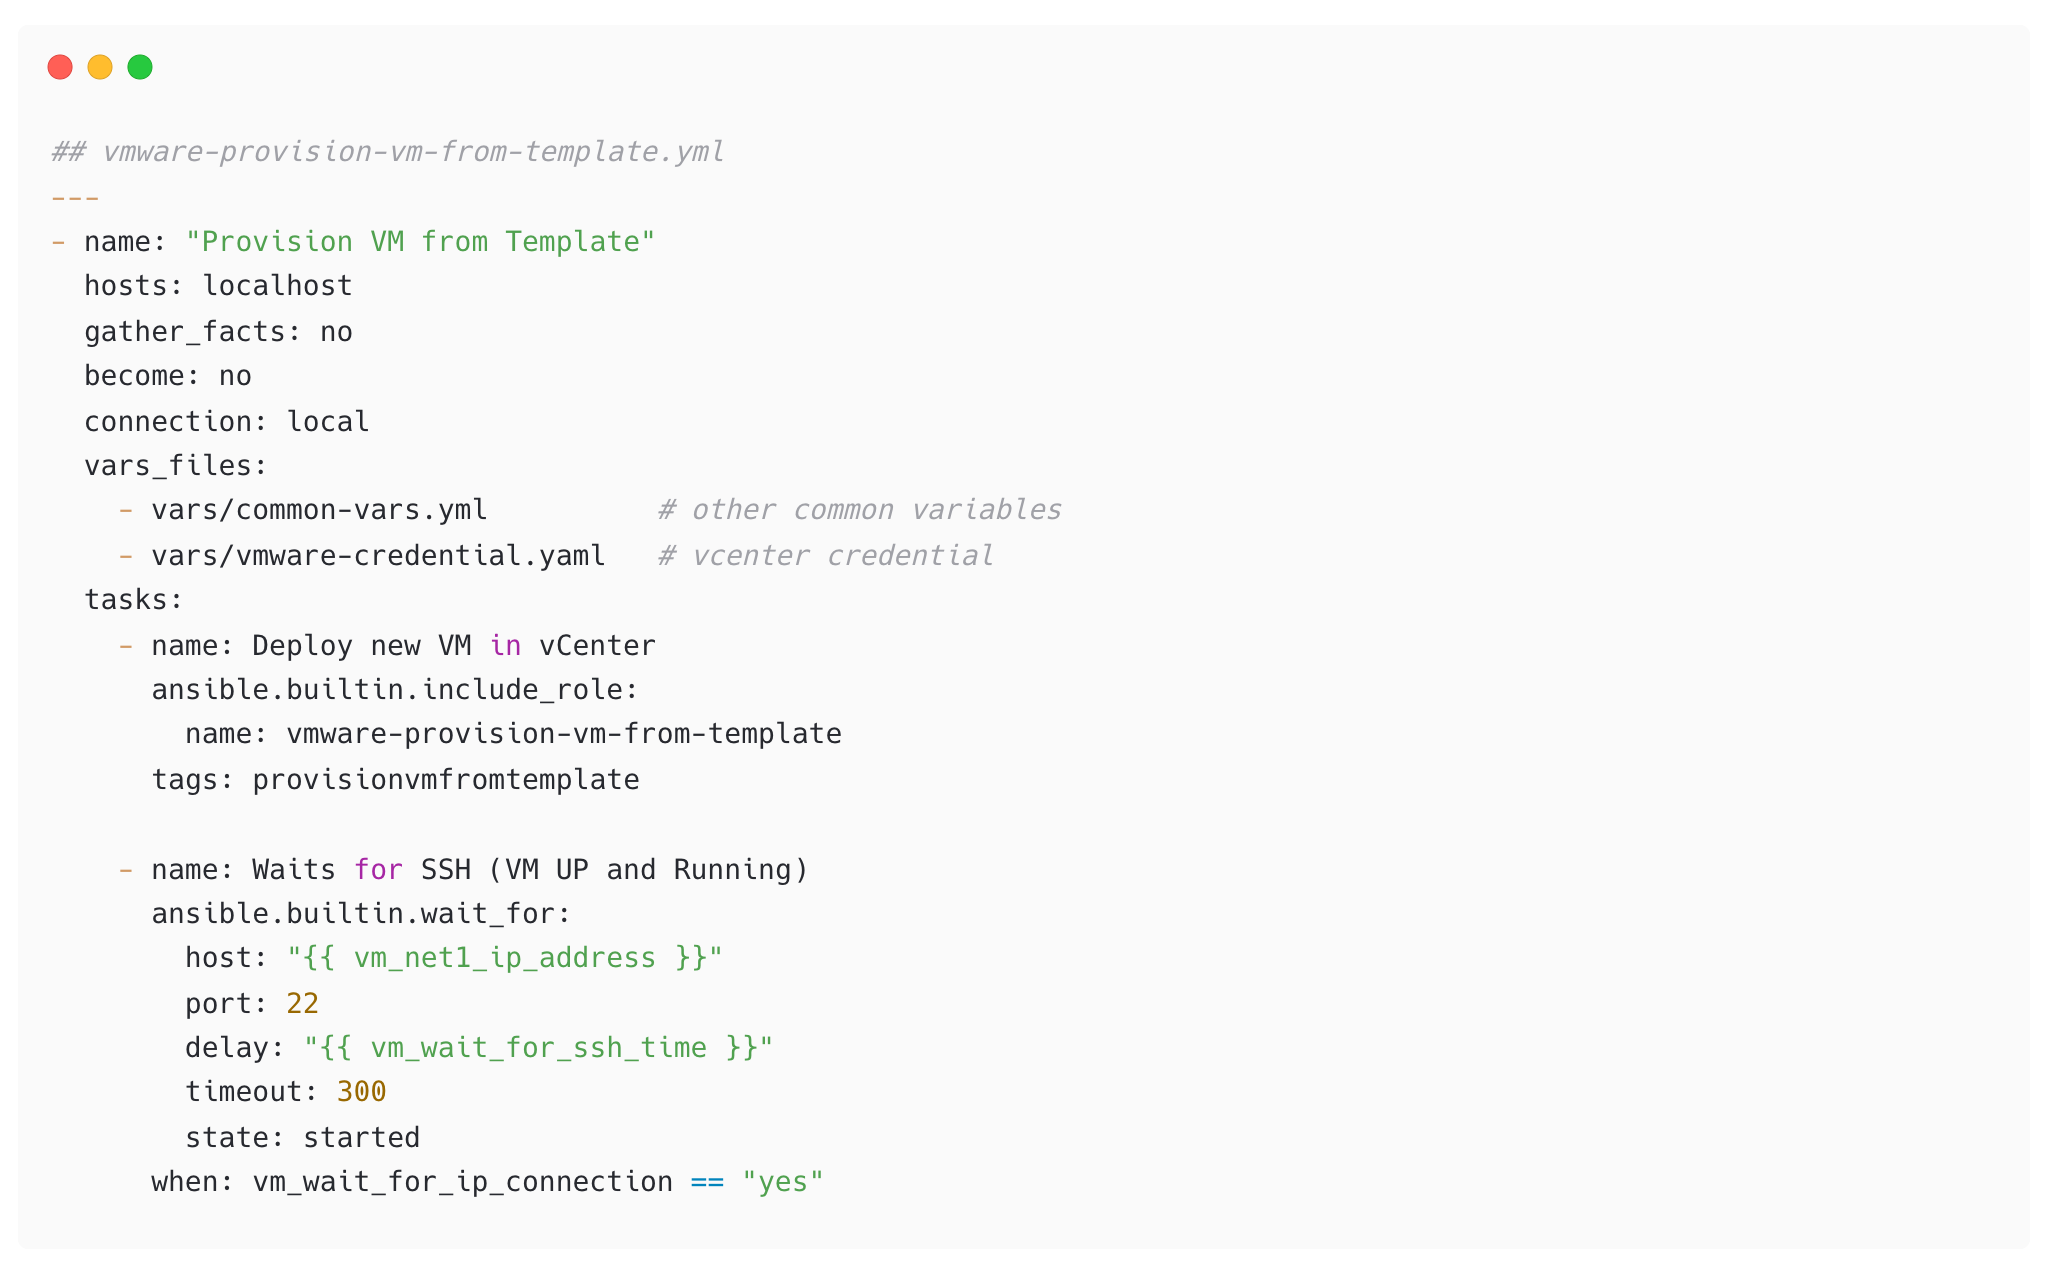 ## vmware-provision-vm-from-template.yml
---
- name: "Provision VM from Template"
  hosts: localhost
  gather_facts: no
  become: no
  connection: local
  vars_files:
    - vars/common-vars.yml          # other common variables
    - vars/vmware-credential.yaml   # vcenter credential
  tasks:
    - name: Deploy new VM in vCenter
      ansible.builtin.include_role:
        name: vmware-provision-vm-from-template
      tags: provisionvmfromtemplate

    - name: Waits for SSH (VM UP and Running)
      ansible.builtin.wait_for:
        host: "{{ vm_net1_ip_address }}"
        port: 22
        delay: "{{ vm_wait_for_ssh_time }}"
        timeout: 300
        state: started
      when: vm_wait_for_ip_connection == "yes"